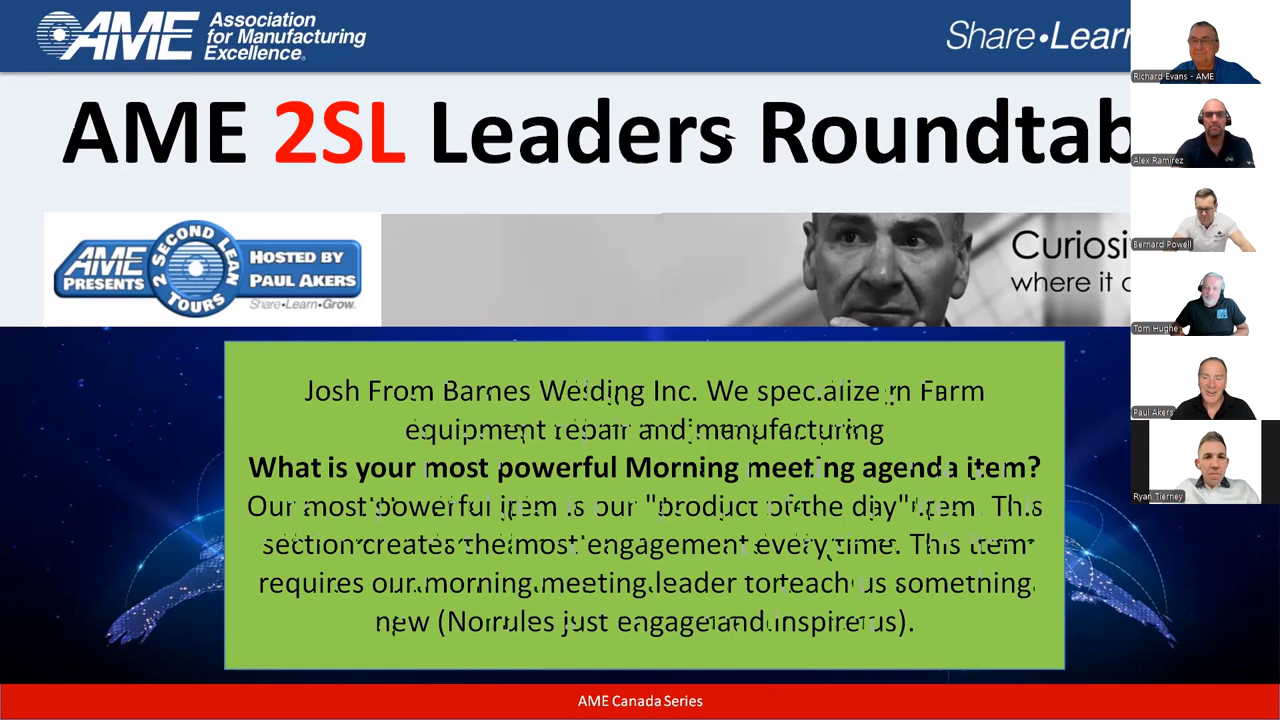 AME Association
for Manufacturing
Excellence.
Share•Learn
AME 2SL Leaders Roundtab
AME
PRESENTS
2 SECOND LEAN
TOURS
HOSTED BY
PAUL AKERS
Share•Learn•Grow.
Curiosi
where it
Josh From Barnes Welding Inc. We specialize in Farm
equipment repair and manufacturing
What is your most powerful Morning meeting agenda item?
Our most powerful item is our "product of the day" item. This
section creates the most engagement every time. This item
requires our morning meeting leader to teach us something
new (No rules just engage and inspire us).
AME Canada Series
Richard Evans - AME
Alex Ramirez
Bernard Powell
Tom Hughe
Paul Akers
Ryan Tierney